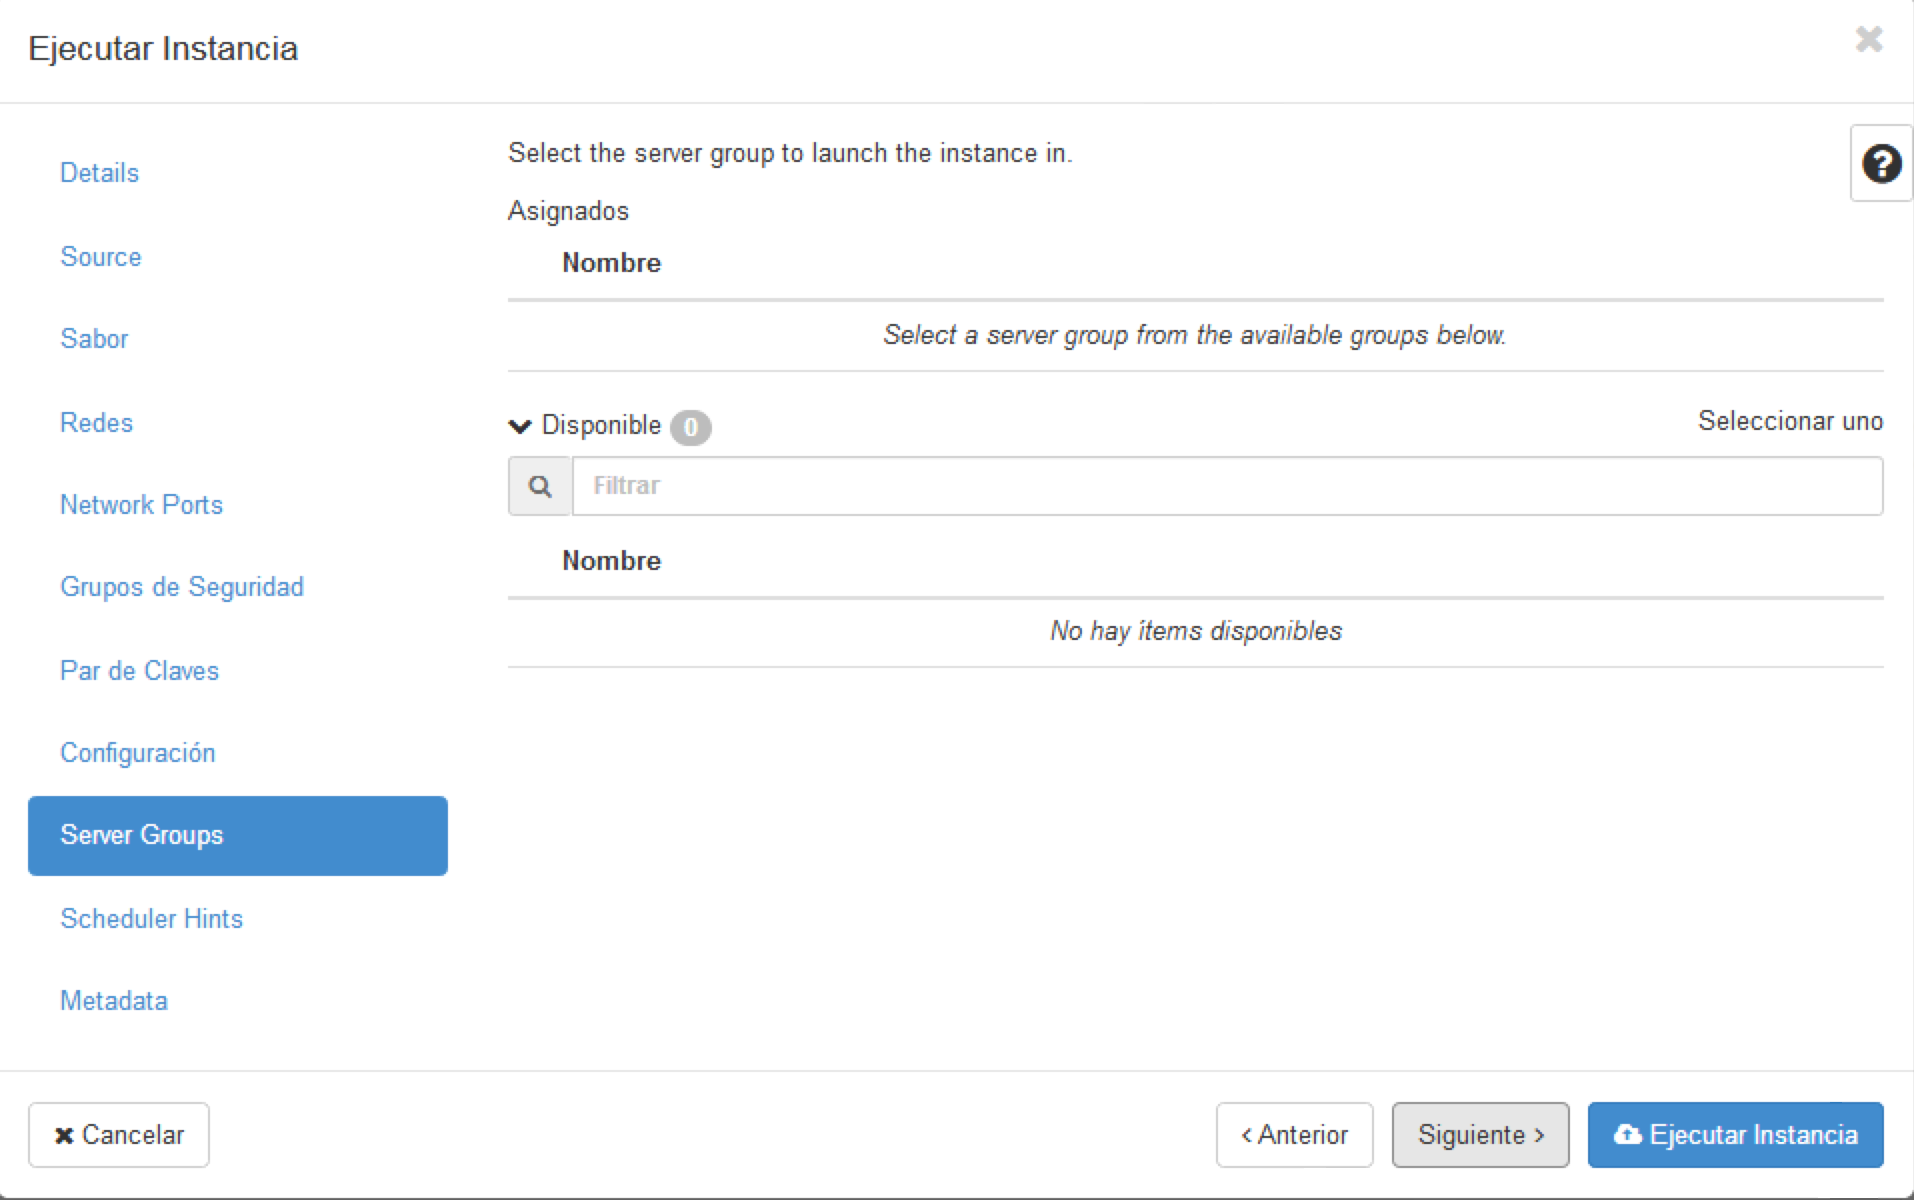 Ejecutar Instancia
Details
Source
Sabor
Redes
Network Ports
Grupos de Seguridad
Par de Claves
Configuración
Server Groups
Scheduler Hints
Metadata
Select the server group to launch the instance in.
Asignados
Nombre
Select a server group from the available groups below.
Disponible 0
Seleccionar uno
Filtrar
Nombre
No hay ítems disponibles
Cancelar
< Anterior
Siguiente >
Ejecutar Instancia